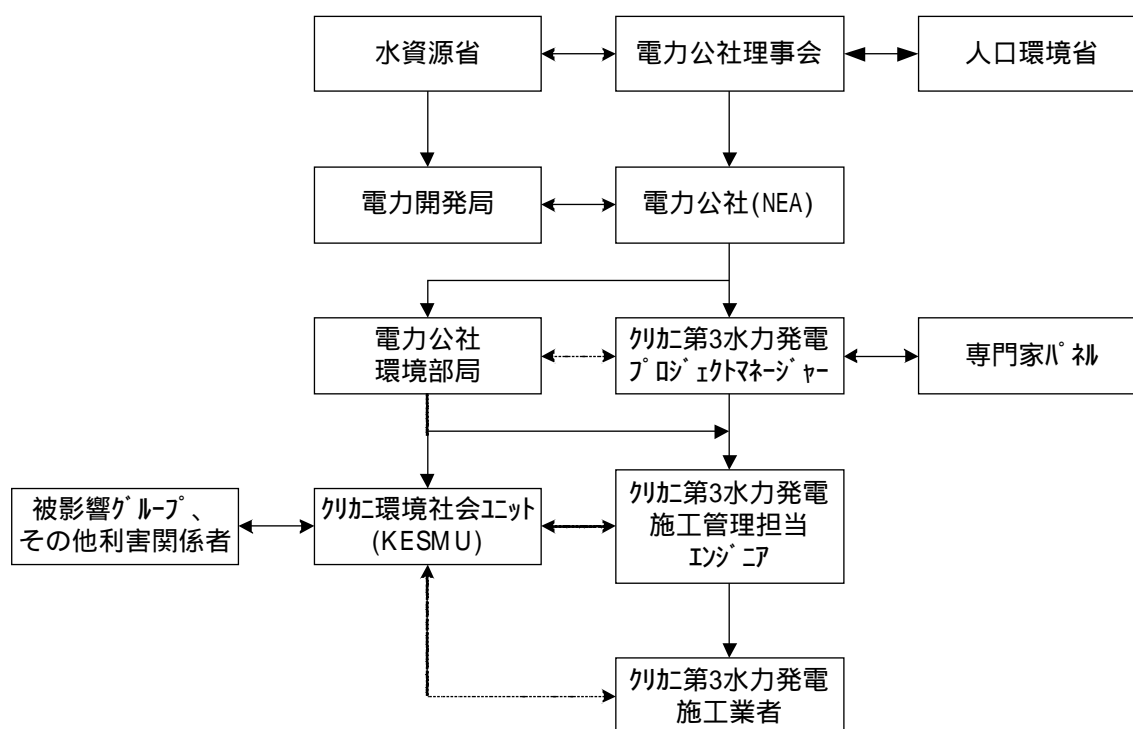 水資源省
電力公社理事会
人口環境省
電力開発局
電力公社(NEA)
電力公社
環境部局
ｸﾘｶﾆ第3水力発電
ﾌﾟﾛｼﾞｪｸﾄﾏﾈｰｼﾞｬｰ
専門家ﾊﾟﾈﾙ
被影響ｸﾞﾙｰﾌﾟ、
その他利害関係者
ｸﾘｶﾆ環境社会ﾕﾆｯﾄ
(KESMU)
ｸﾘｶﾆ第3水力発電
施工管理担当
ｴﾝｼﾞﾆｱ
ｸﾘｶﾆ第3水力発電
施工業者